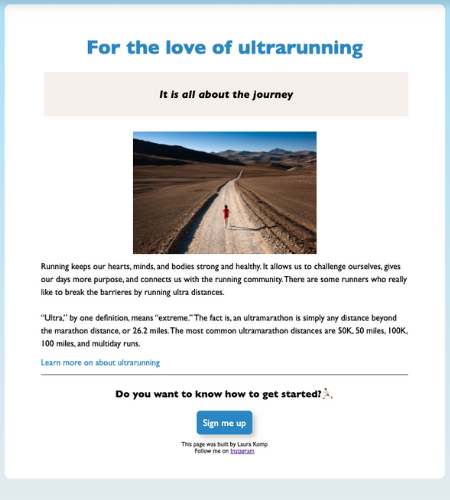 For the love of ultrarunning
It is all about the journey
Running keeps our hearts, minds, and bodies strong and healthy. It allows us to challenge ourselves, gives
our days more purpose, and connects us with the running community. There are some runners who really
like to break the barrieres by running ultra distances.
“Ultra,” by one definition, means “extreme.” The fact is, an ultramarathon is simply any distance beyond
the marathon distance, or 26.2 miles. The most common ultramarathon distances are 50K, 50 miles, 100K,
100 miles, and multiday runs.
Learn more on about ultrarunning
Do you want to know how to get started?🏃
Sign me up
This page was built by Laura Komp
Follow me on Instagram